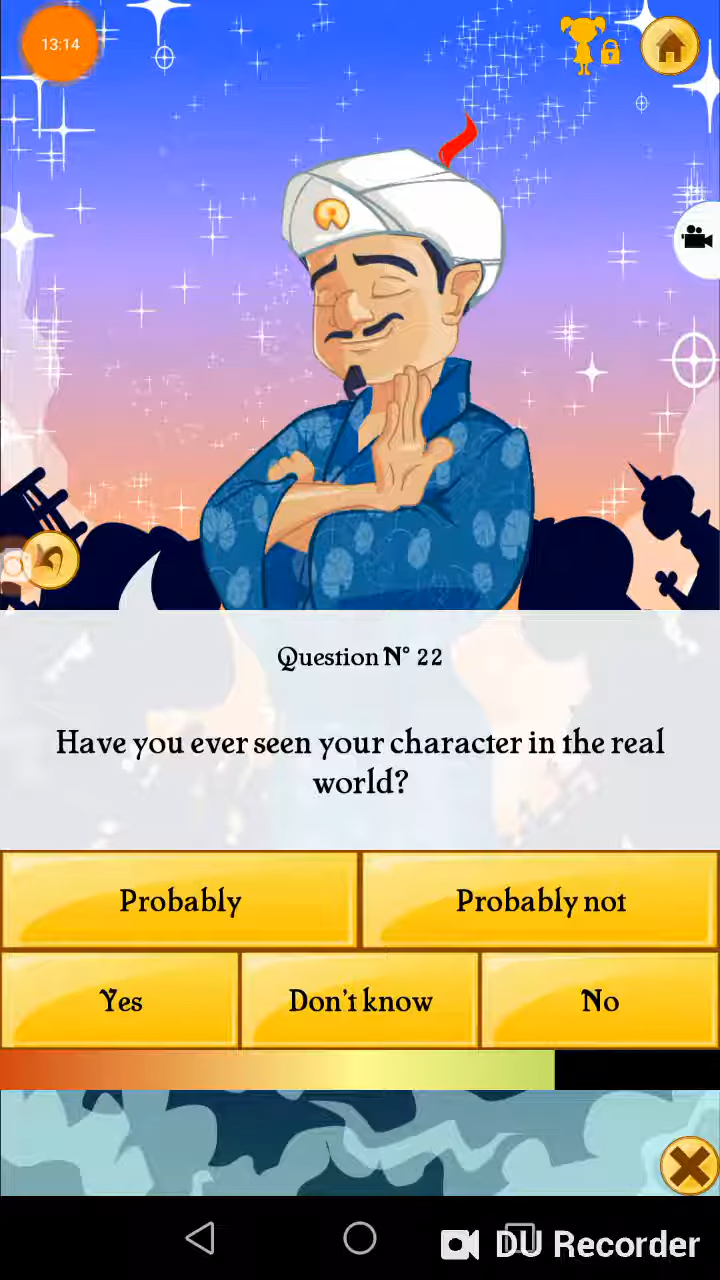 13:14
Question N° 22
Have you ever seen your character in the real
world?
Probably
Probably not
Yes
Don't know
No
DU Recorder